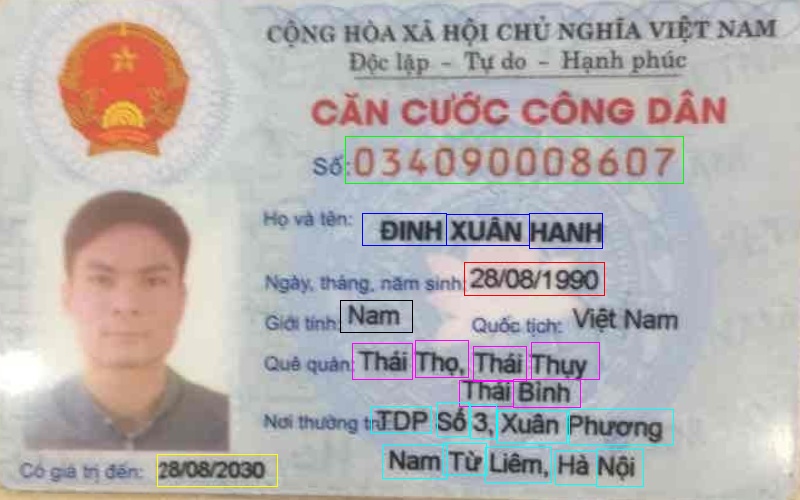 CỘNG HÒA XÃ HỘI CHỦ NGHĨA VIỆT NAM
Độc lập - Tự do - Hạnh phúc
CĂN CƯỚC CÔNG DÂN
Số: 034090008607
Họ và tên: ĐINH XUÂN HANH
Ngày, tháng, năm sinh: 28/08/1990
Giới tính: Nam Quốc tịch: Việt Nam
Quê quán: Thái Thọ, Thái Thụy
Thái Bình
Nơi thường trú: TDP Số 3, Xuân Phương
Nam Từ Liêm, Hà Nội
Có giá trị đến: 28/08/2030